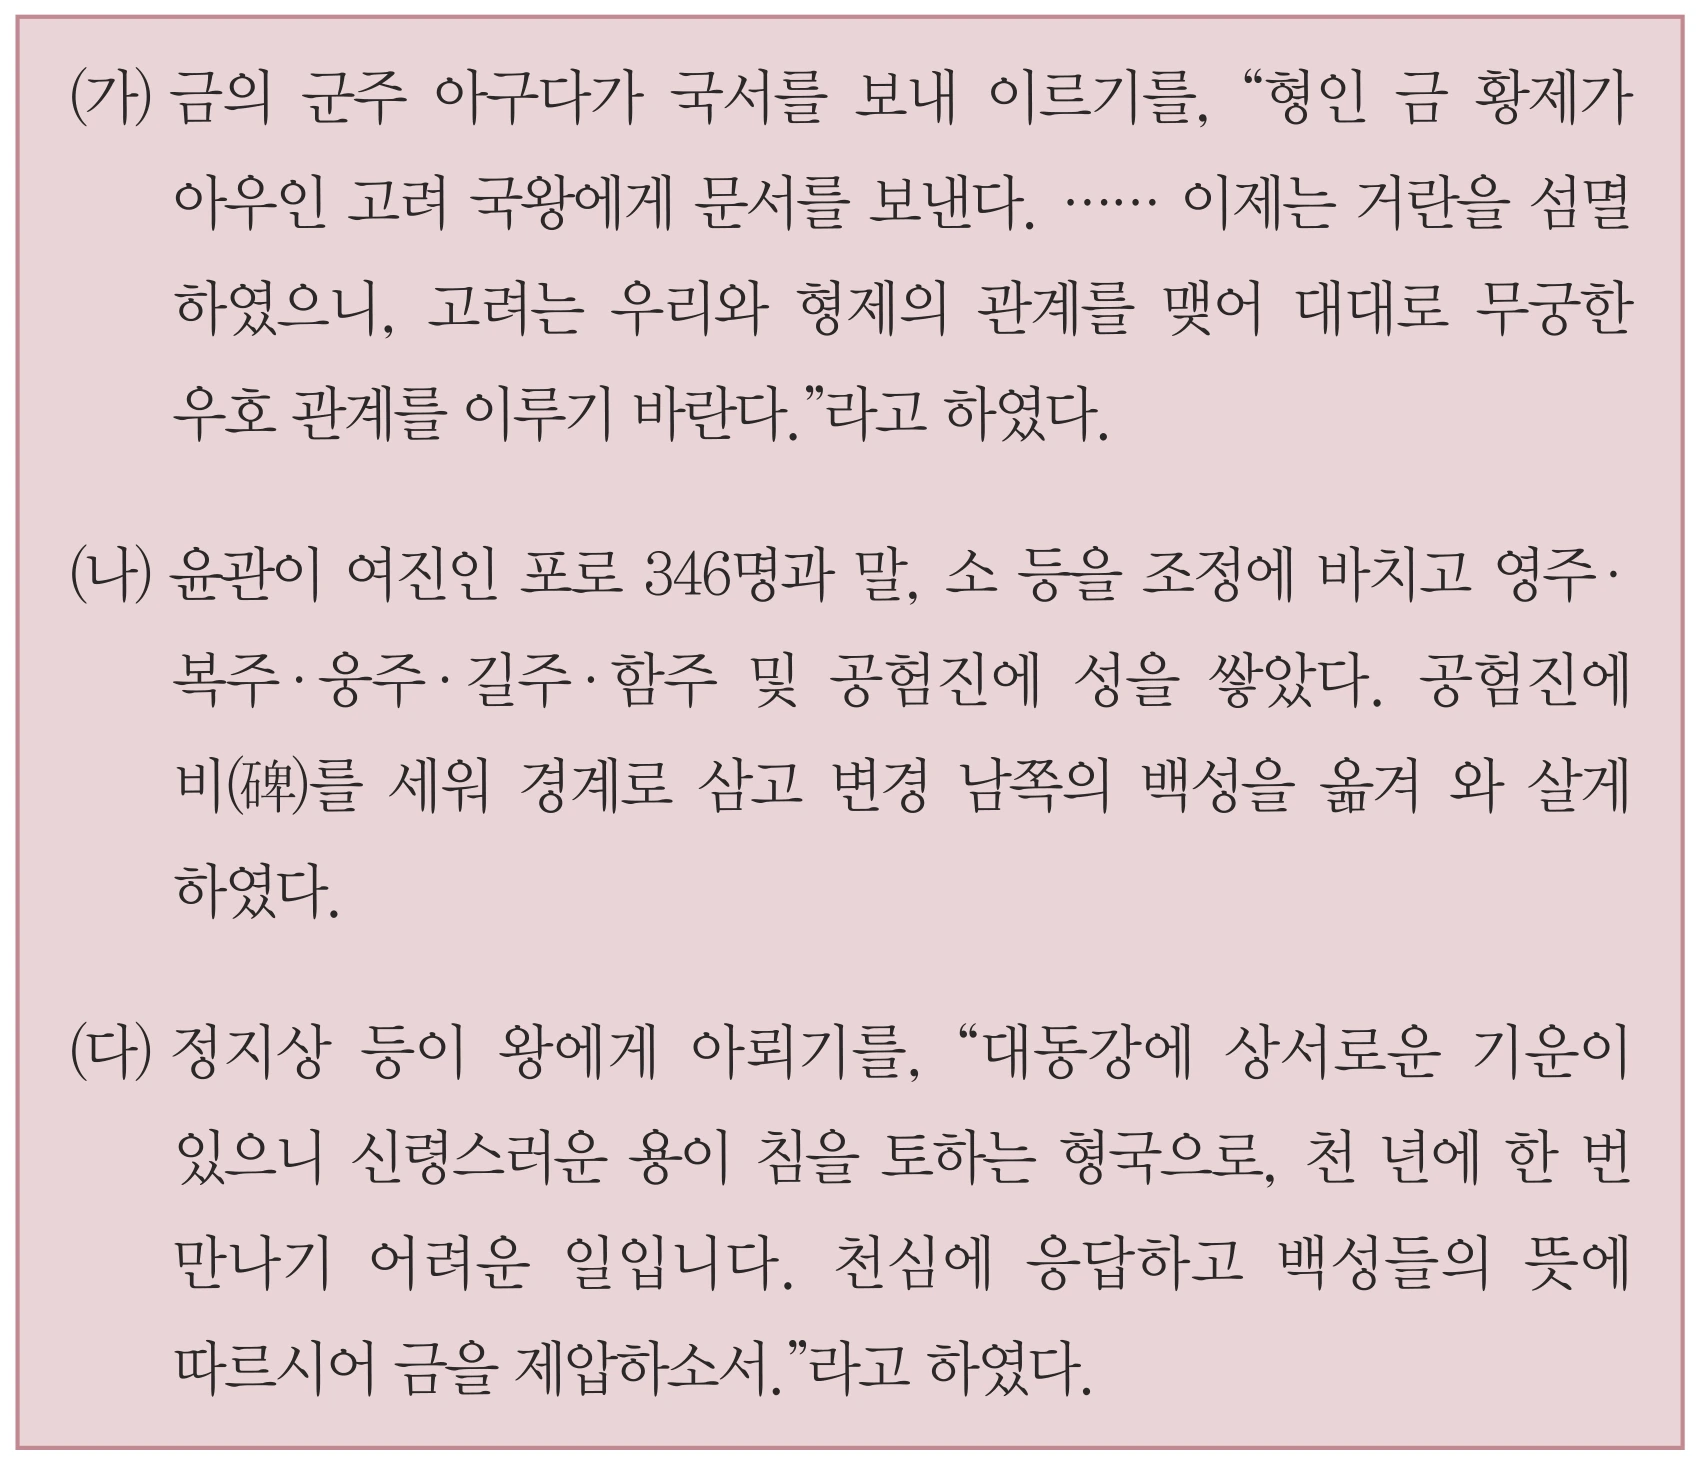 (가) 금의 군주 아구다가 국서를 보내 이르기를, “형인 금 황제가
아우인 고려 국왕에게 문서를 보낸다. …… 이제는 거란을 섬멸
하였으니, 고려는 우리와 형제의 관계를 맺어 대대로 무궁한
우호 관계를 이루기 바란다.”라고 하였다.
(나) 윤관이 여진인 포로 346명과 말, 소 등을 조정에 바치고 영주·
복주·웅주·길주·함주 및 공험진에 성을 쌓았다. 공험진에
비(碑)를 세워 경계로 삼고 변경 남쪽의 백성을 옮겨 와 살게
하였다.
(다) 정지상 등이 왕에게 아뢰기를, “대동강에 상서로운 기운이
있으니 신령스러운 용이 침을 토하는 형국으로, 천 년에 한 번
만나기 어려운 일입니다. 천심에 응답하고 백성들의 뜻에
따르시어 금을 제압하소서.”라고 하였다.